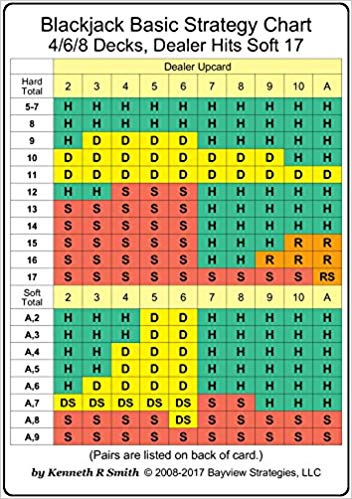 Blackjack Basic Strategy Chart
4/6/8 Decks, Dealer Hits Soft 17
Dealer Upcard
Hard Total 2 3 4 5 6 7 8 9 10 A
5-7 H H H H H H H H H H
8 H H H H H H H H H H
9 H D D D D H H H H H
10 D D D D D D D D H H
11 D D D D D D D D D D
12 H H S S S H H H H H
13 S S S S S H H H H H
14 S S S S S H H H H H
15 S S S S S H H H R R
16 S S S S S H H R R R
17 S S S S S S S S S RS
Soft Total 2 3 4 5 6 7 8 9 10 A
A,2 H H H D D H H H H H
A,3 H H H D D H H H H H
A,4 H H D D D H H H H H
A,5 H H D D D H H H H H
A,6 H D D D D H H H H H
A,7 DS DS DS DS DS S S H H H
A,8 S S S S DS S S S S S
A,9 S S S S S S S S S S
(Pairs are listed on back of card.)
by Kenneth R Smith © 2008-2017 Bayview Strategies, LLC